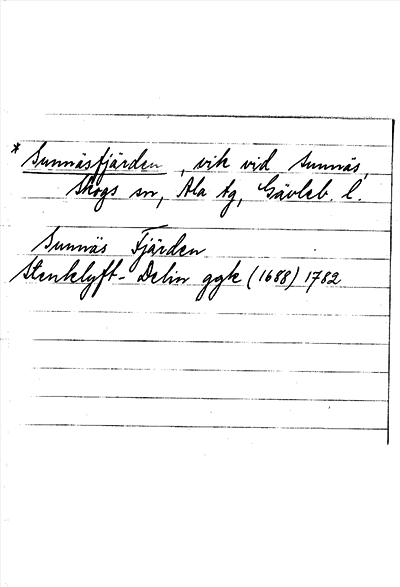 * Sunnäsfjärden, vik vid Sunnäs,
Skogs sn, Ala tg, Gävleb. l.
Sunnäs Fjärden
Stenklyft-Delin ggk (1688) 1782